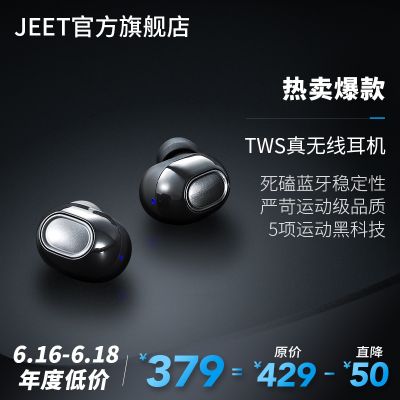 JEET官方旗舰店
热卖爆款
TWS真无线耳机
死磕蓝牙稳定性
严苛运动级品质
5项运动黑科技
6.16-6.18
年度低价
原价 直降
¥379=¥429-¥50